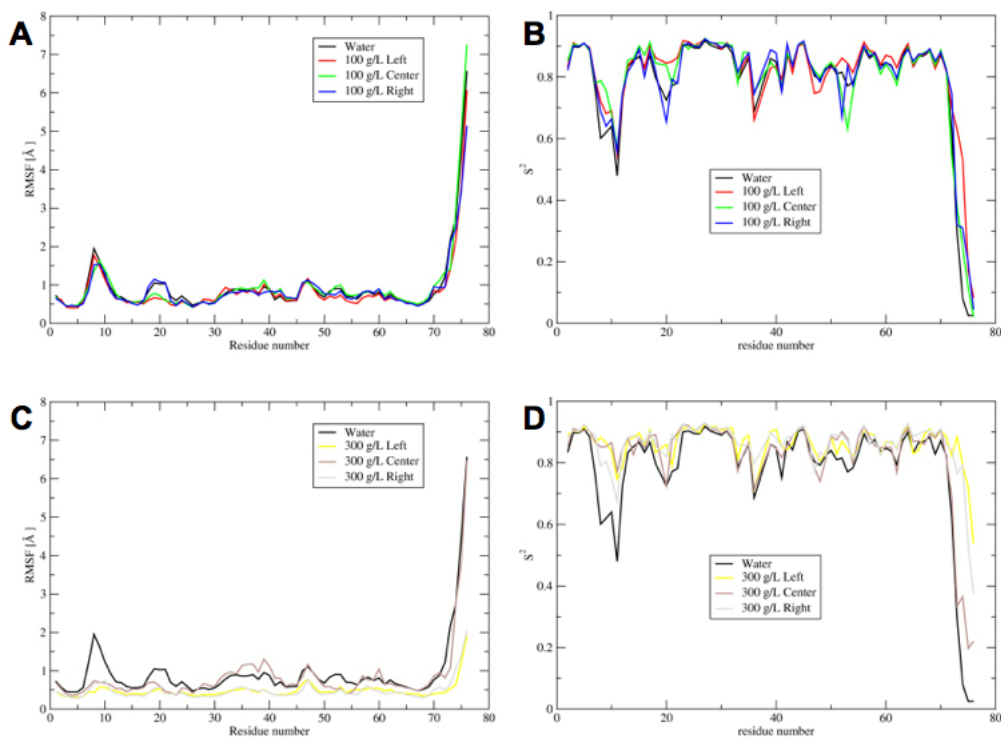 A
8
7
6
5
4
3
2
1
0
RMSF [Å]
Water
100 g/L Left
100 g/L Center
100 g/L Right
0 10 20 30 40 50 60 70 80
Residue number
B
1
0.8
0.6
0.4
0.2
0
S²
Water
100 g/L Left
100 g/L Center
100 g/L Right
0 20 40 60 80
residue number
C
8
7
6
5
4
3
2
1
0
RMSF [Å]
Water
300 g/L Left
300 g/L Center
300 g/L Right
0 10 20 30 40 50 60 70 80
Residue number
D
1
0.8
0.6
0.4
0.2
0
S²
Water
300 g/L Left
300 g/L Center
300 g/L Right
0 20 40 60 80
residue number